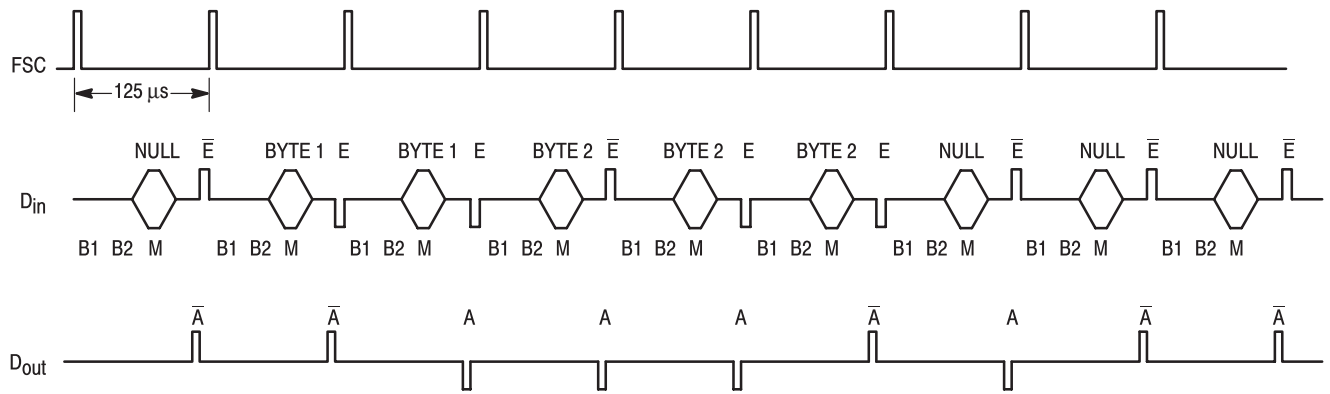 FSC
125 μs
NULL E̅ BYTE 1 E BYTE 1 E BYTE 2 E̅ BYTE 2 E BYTE 2 E NULL E̅ NULL E̅ NULL E̅
Din
B1 B2 M B1 B2 M B1 B2 M B1 B2 M B1 B2 M B1 B2 M B1 B2 M B1 B2 M B1 B2 M
A̅ A̅ A A A A̅ A A̅ A̅
Dout